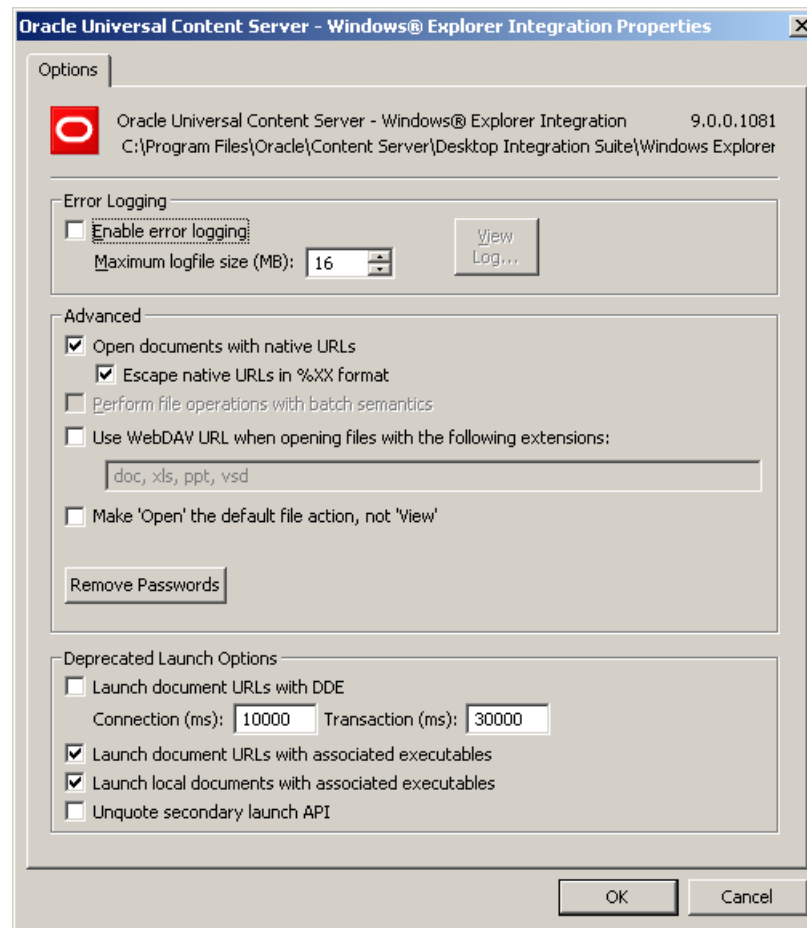 Oracle Universal Content Server - Windows® Explorer Integration Properties
Options
Oracle Universal Content Server - Windows® Explorer Integration 9.0.0.1081
C:\Program Files\Oracle\Content Server\Desktop Integration Suite\Windows Explorer
Error Logging
Enable error logging
Maximum logfile size (MB): 16
View
Log...
Advanced
Open documents with native URLs
Escape native URLs in %XX format
Perform file operations with batch semantics
Use WebDAV URL when opening files with the following extensions:
doc, xls, ppt, vsd
Make 'Open' the default file action, not 'View'
Remove Passwords
Deprecated Launch Options
Launch document URLs with DDE
Connection (ms): 10000 Transaction (ms): 30000
Launch document URLs with associated executables
Launch local documents with associated executables
Unquote secondary launch API
OK Cancel